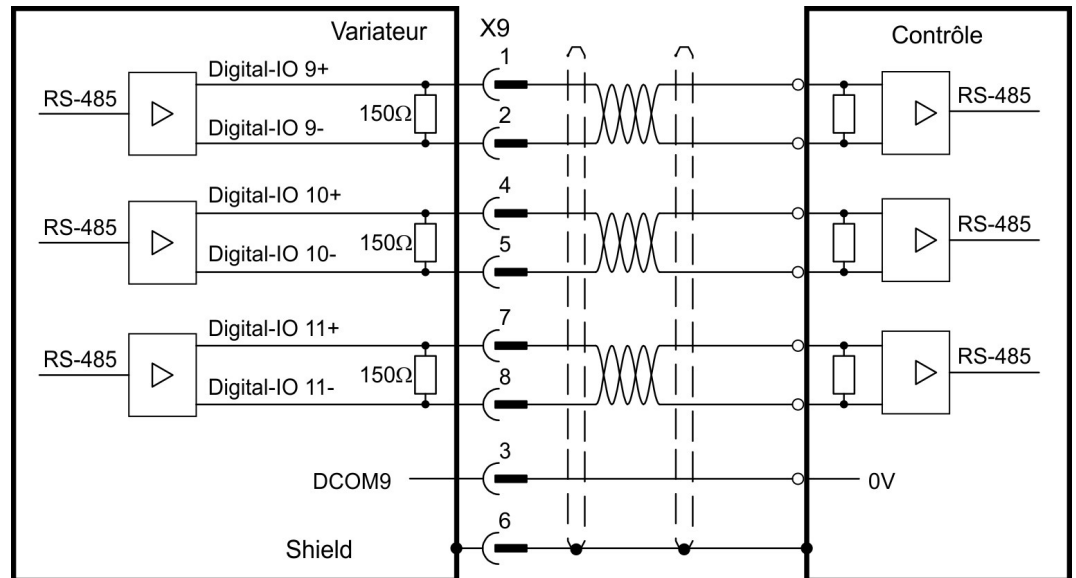 Variateur
X9
Contrôle
1
Digital-IO 9+
RS-485
150Ω
RS-485
2
Digital-IO 9-
4
Digital-IO 10+
RS-485
150Ω
RS-485
5
Digital-IO 10-
7
Digital-IO 11+
RS-485
150Ω
RS-485
8
Digital-IO 11-
3
DCOM9
0V
6
Shield